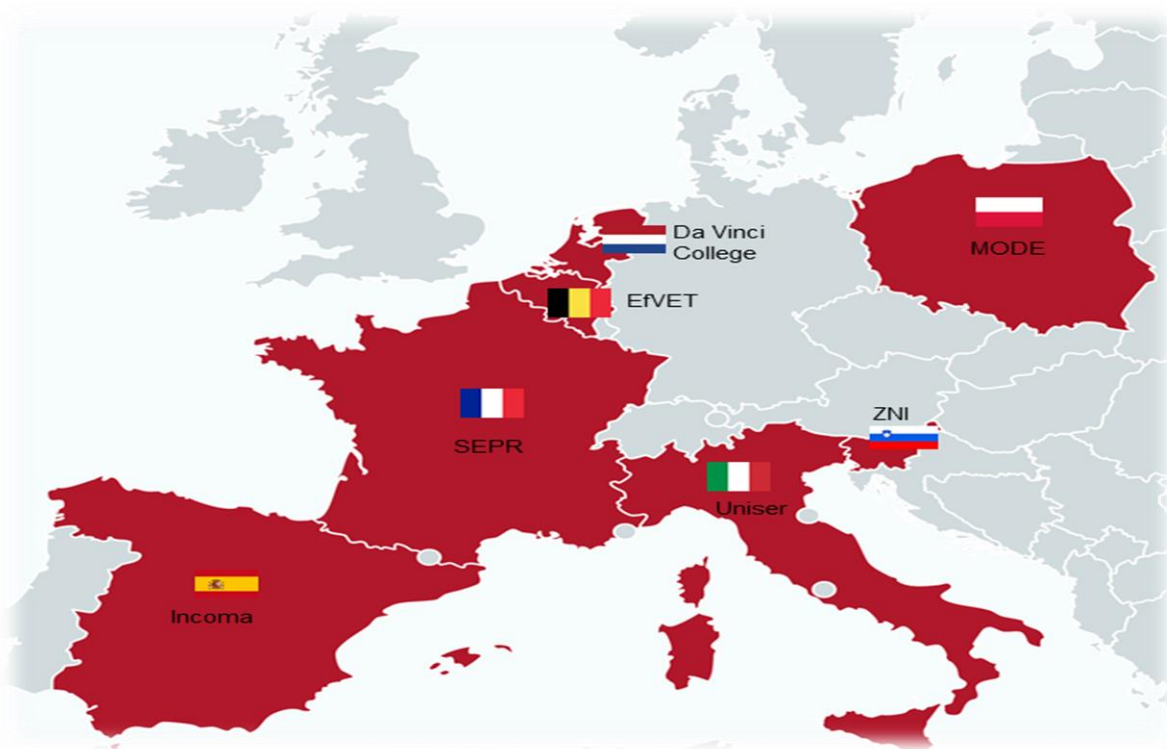 Da Vinci
College
MODE
EfVET
ZNI
SEPR
Uniser
Incoma